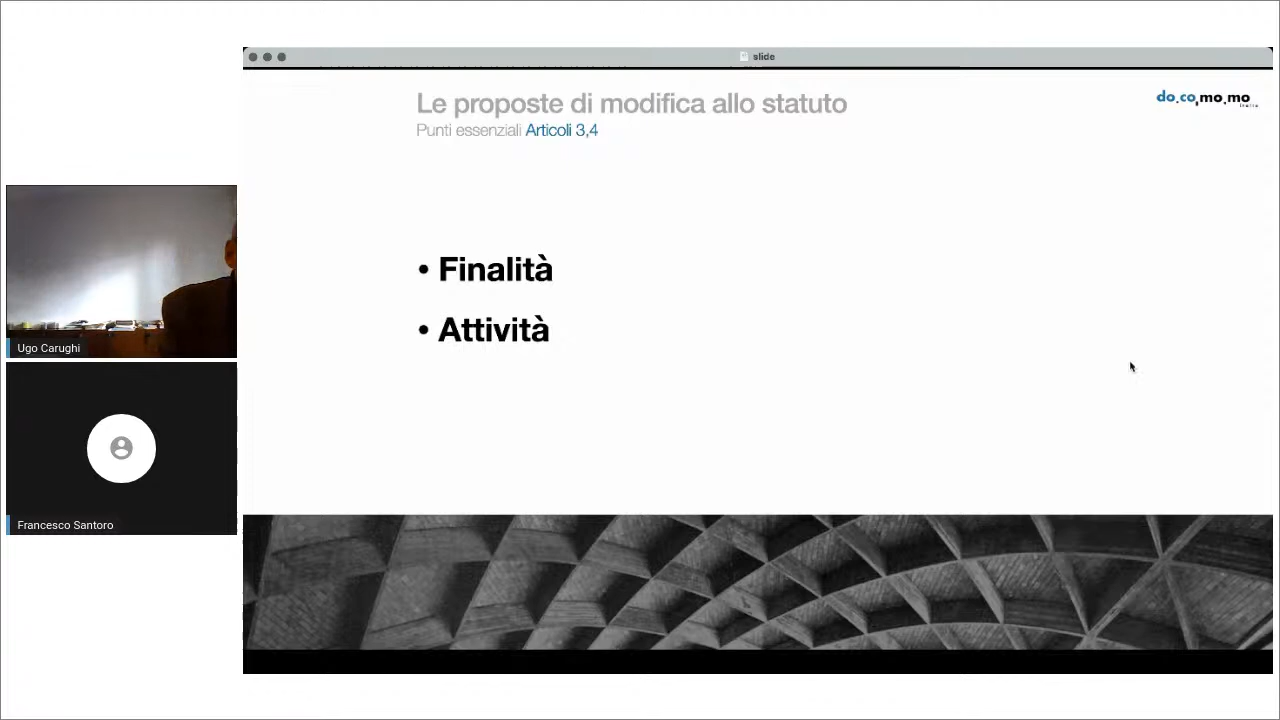 slide
Le proposte di modifica allo statuto
Punti essenziali Articoli 3,4
do.co,mo.mo
italia
• Finalità
• Attività
Ugo Carughi
Francesco Santoro